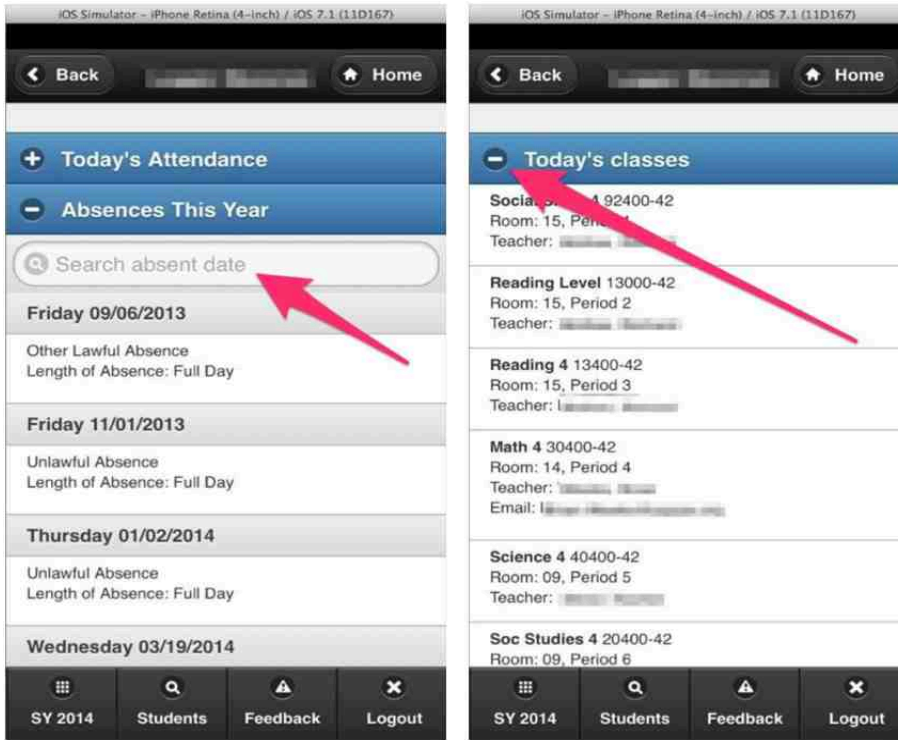 iOS Simulator – iPhone Retina (4-inch) / iOS 7.1 (11D167)
Back
Home
Today's Attendance
Absences This Year
Search absent date
Friday 09/06/2013
Other Lawful Absence
Length of Absence: Full Day
Friday 11/01/2013
Unlawful Absence
Length of Absence: Full Day
Thursday 01/02/2014
Unlawful Absence
Length of Absence: Full Day
Wednesday 03/19/2014
SY 2014
Students
Feedback
Logout
iOS Simulator – iPhone Retina (4-inch) / iOS 7.1 (11D167)
Back
Home
Today's classes
4 92400-42
Room: 15,
Teacher:
Reading Level 13000-42
Room: 15, Period 2
Teacher:
Reading 4 13400-42
Room: 15, Period 3
Teacher:
Math 4 30400-42
Room: 14, Period 4
Teacher:
Email:
Science 4 40400-42
Room: 09, Period 5
Teacher:
Soc Studies 4 20400-42
Room: 09, Period 6
SY 2014
Students
Feedback
Logout